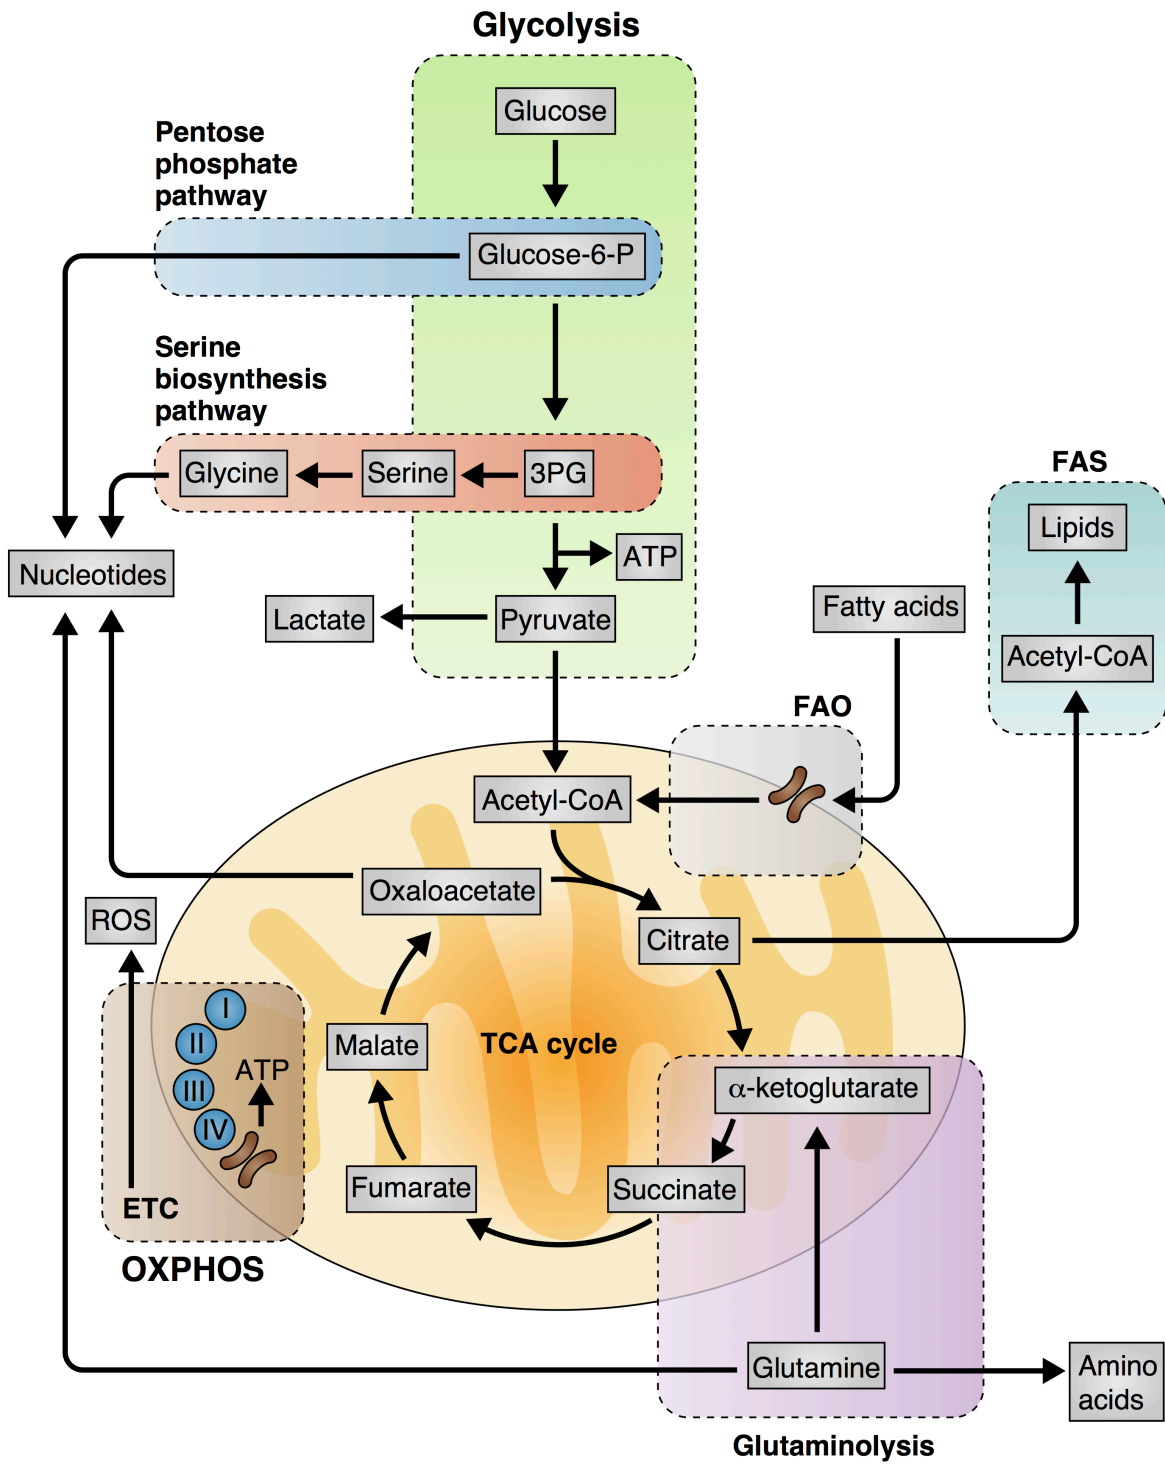 Glycolysis
Glucose
Pentose
phosphate
pathway
Glucose-6-P
Serine
biosynthesis
pathway
Glycine
Serine
3PG
FAS
Lipids
ATP
Nucleotides
Lactate
Pyruvate
Fatty acids
Acetyl-CoA
FAO
Acetyl-CoA
Oxaloacetate
ROS
Citrate
I
II
III
IV
ATP
Malate
TCA cycle
α-ketoglutarate
Fumarate
Succinate
ETC
OXPHOS
Glutamine
Amino
acids
Glutaminolysis